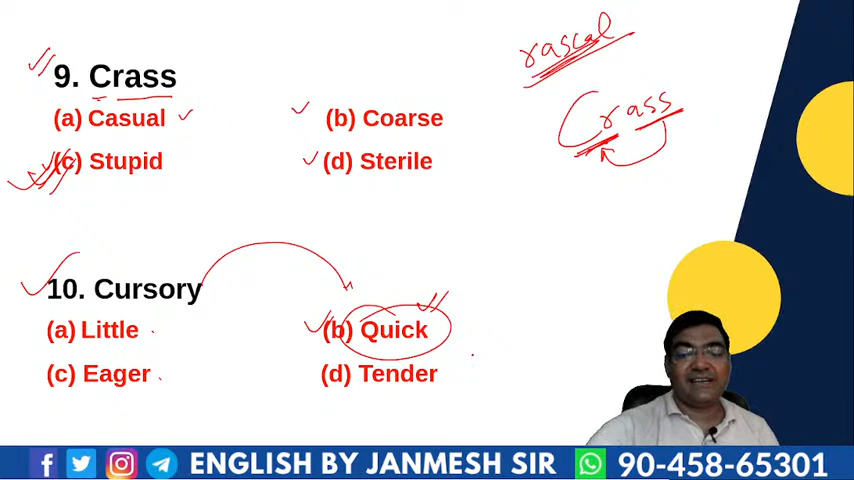 rascal
9. Crass
Crass
(a) Casual
(b) Coarse
(c) Stupid
(d) Sterile
10. Cursory
(a) Little
(b) Quick
(c) Eager
(d) Tender
ENGLISH BY JANMESH SIR 90-458-65301